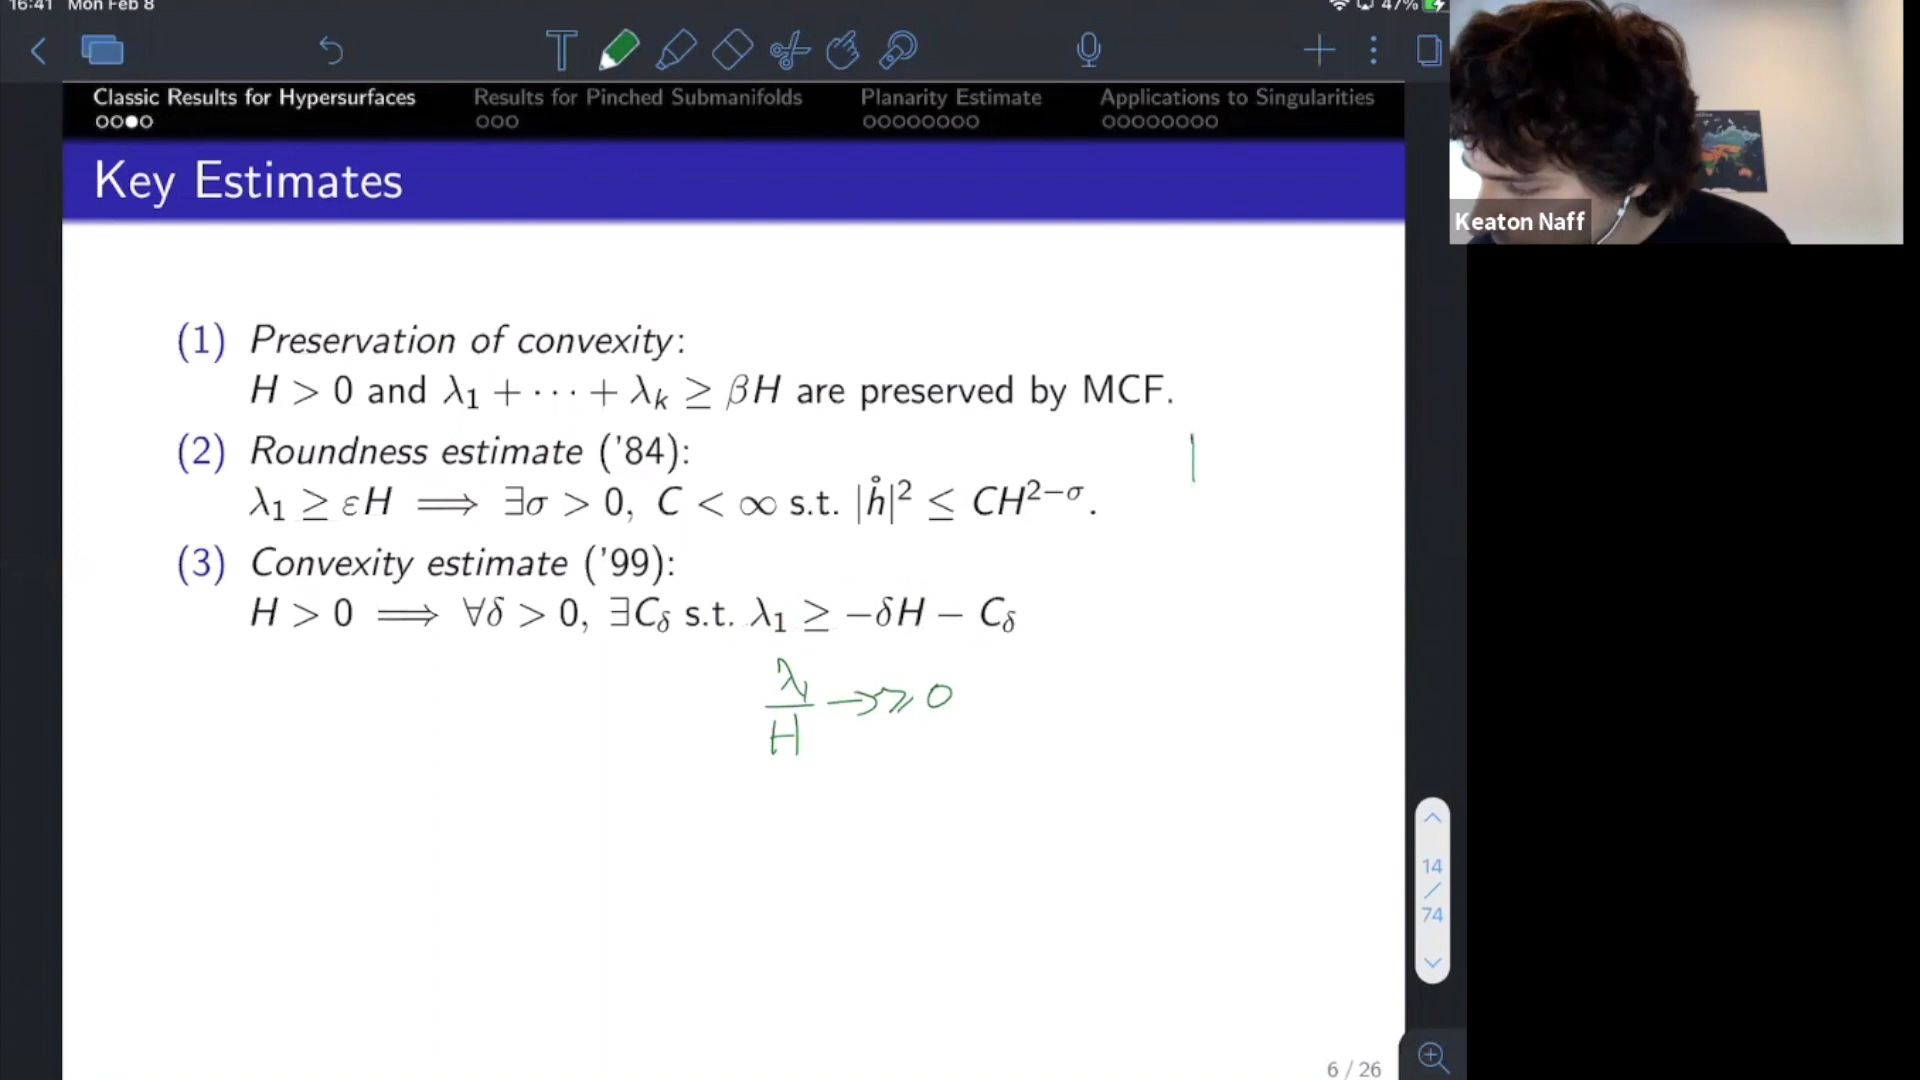 16:41 Mon Feb 8
47%
T
Classic Results for Hypersurfaces
Results for Pinched Submanifolds
Planarity Estimate
Applications to Singularities
Key Estimates
Keaton Naff
(1) Preservation of convexity:
H > 0 and λ₁ + ··· + λₖ ≥ βH are preserved by MCF.
(2) Roundness estimate ('84):
λ₁ ≥ εH ⟹ ∃σ > 0, C < ∞ s.t. |h̊|² ≤ CH²⁻σ.
(3) Convexity estimate ('99):
H > 0 ⟹ ∀δ > 0, ∃C_δ s.t. λ₁ ≥ −δH − C_δ
λ₁/H → ≥ 0
14
/
74
6 / 26